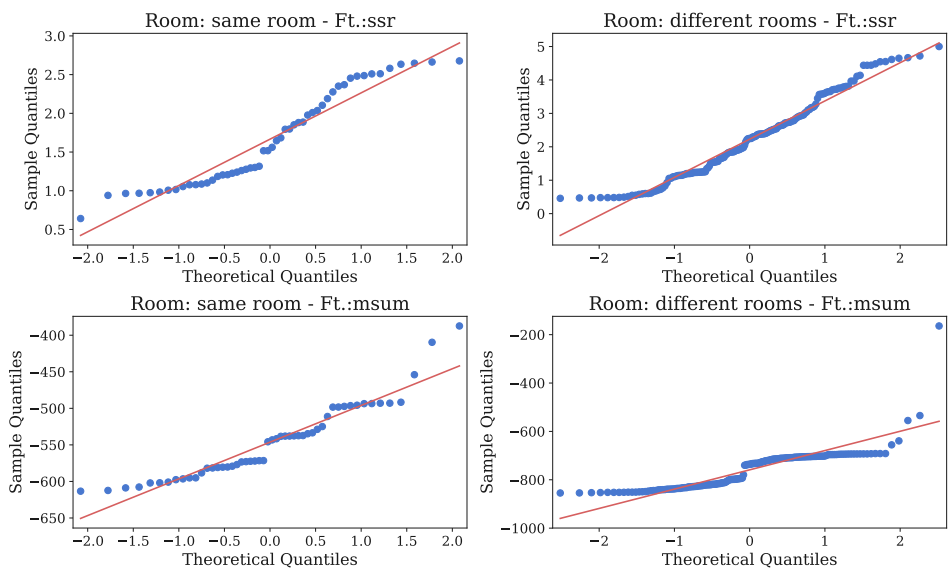 Room: same room - Ft.:ssr
Sample Quantiles
3.0
2.5
2.0
1.5
1.0
0.5
−2.0 −1.5 −1.0 −0.5 0.0 0.5 1.0 1.5 2.0
Theoretical Quantiles
Room: different rooms - Ft.:ssr
Sample Quantiles
5
4
3
2
1
0
−2 −1 0 1 2
Theoretical Quantiles
Room: same room - Ft.:msum
Sample Quantiles
−400
−450
−500
−550
−600
−650
−2.0 −1.5 −1.0 −0.5 0.0 0.5 1.0 1.5 2.0
Theoretical Quantiles
Room: different rooms - Ft.:msum
Sample Quantiles
−200
−400
−600
−800
−1000
−2 −1 0 1 2
Theoretical Quantiles